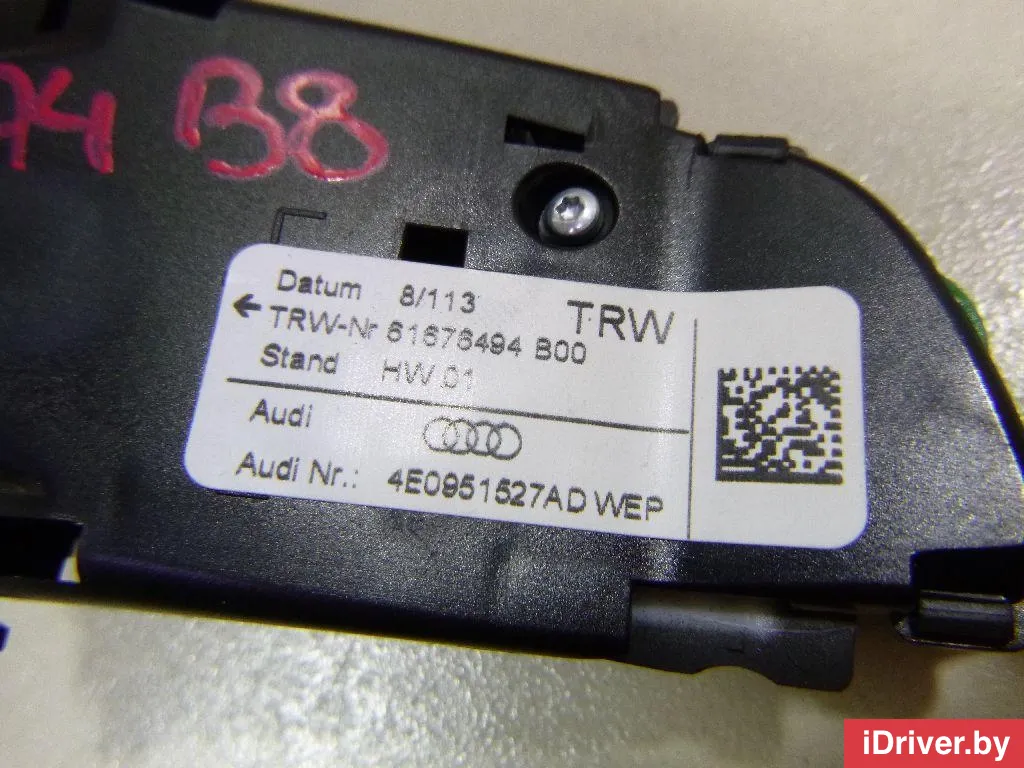 74 B8
Datum 8/113
TRW
← TRW-Nr 61676494 B00
Stand HW 01
Audi
Audi Nr.: 4E0951527AD WEP
iDriver.by